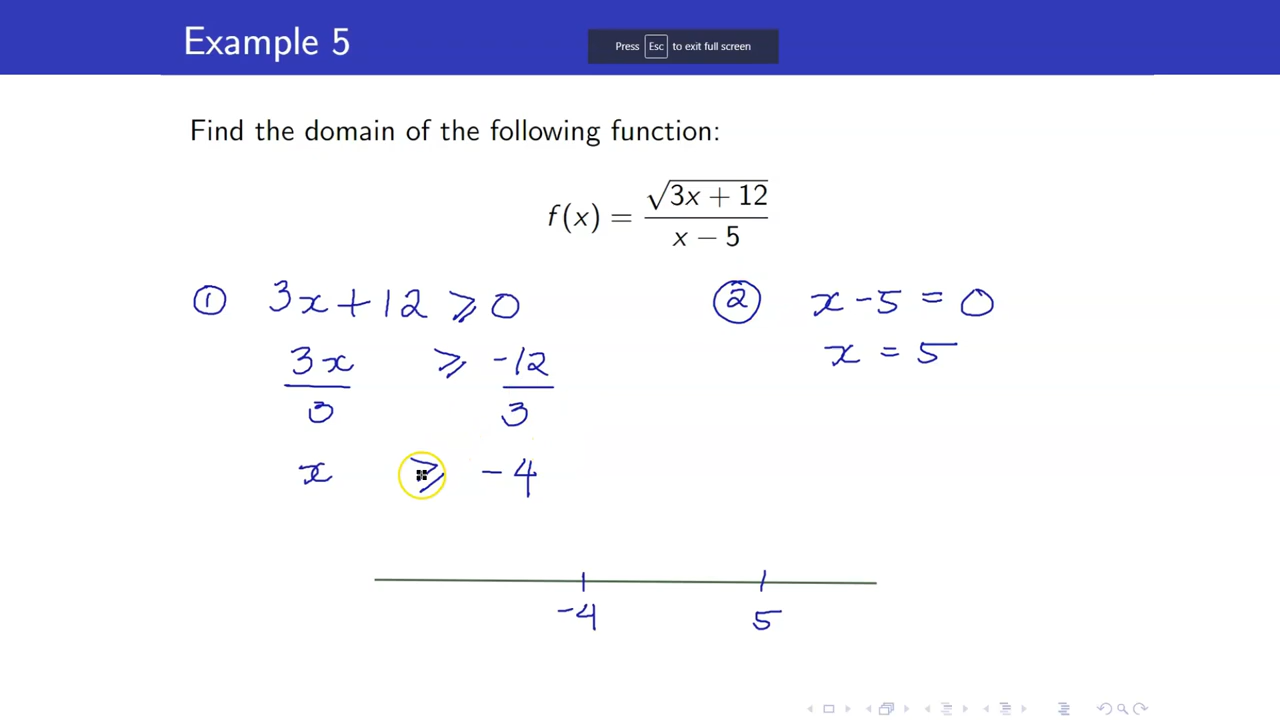 Example 5
Press Esc to exit full screen
Find the domain of the following function:
f(x) = √(3x + 12) / (x − 5)
① 3x + 12 ⩾ 0
3x/3 ⩾ -12/3
x ⩾ -4
② x - 5 = 0
x = 5
-4 5